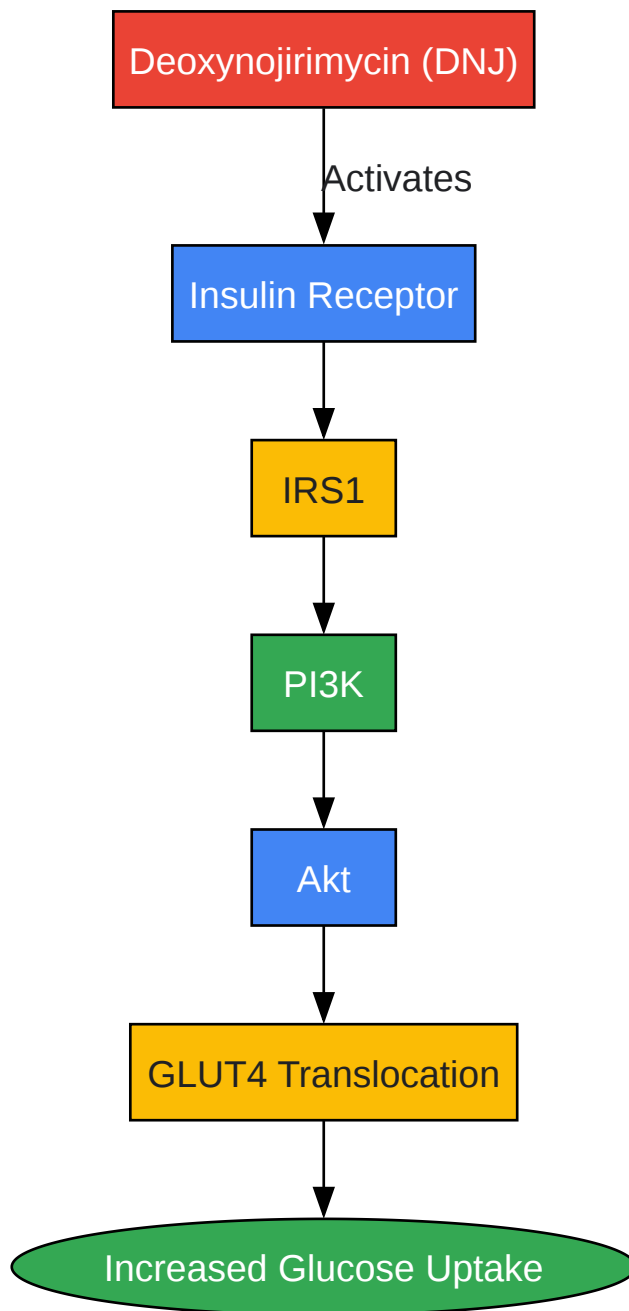 Deoxynojirimycin (DNJ)
Activates
Insulin Receptor
IRS1
PI3K
Akt
GLUT4 Translocation
Increased Glucose Uptake